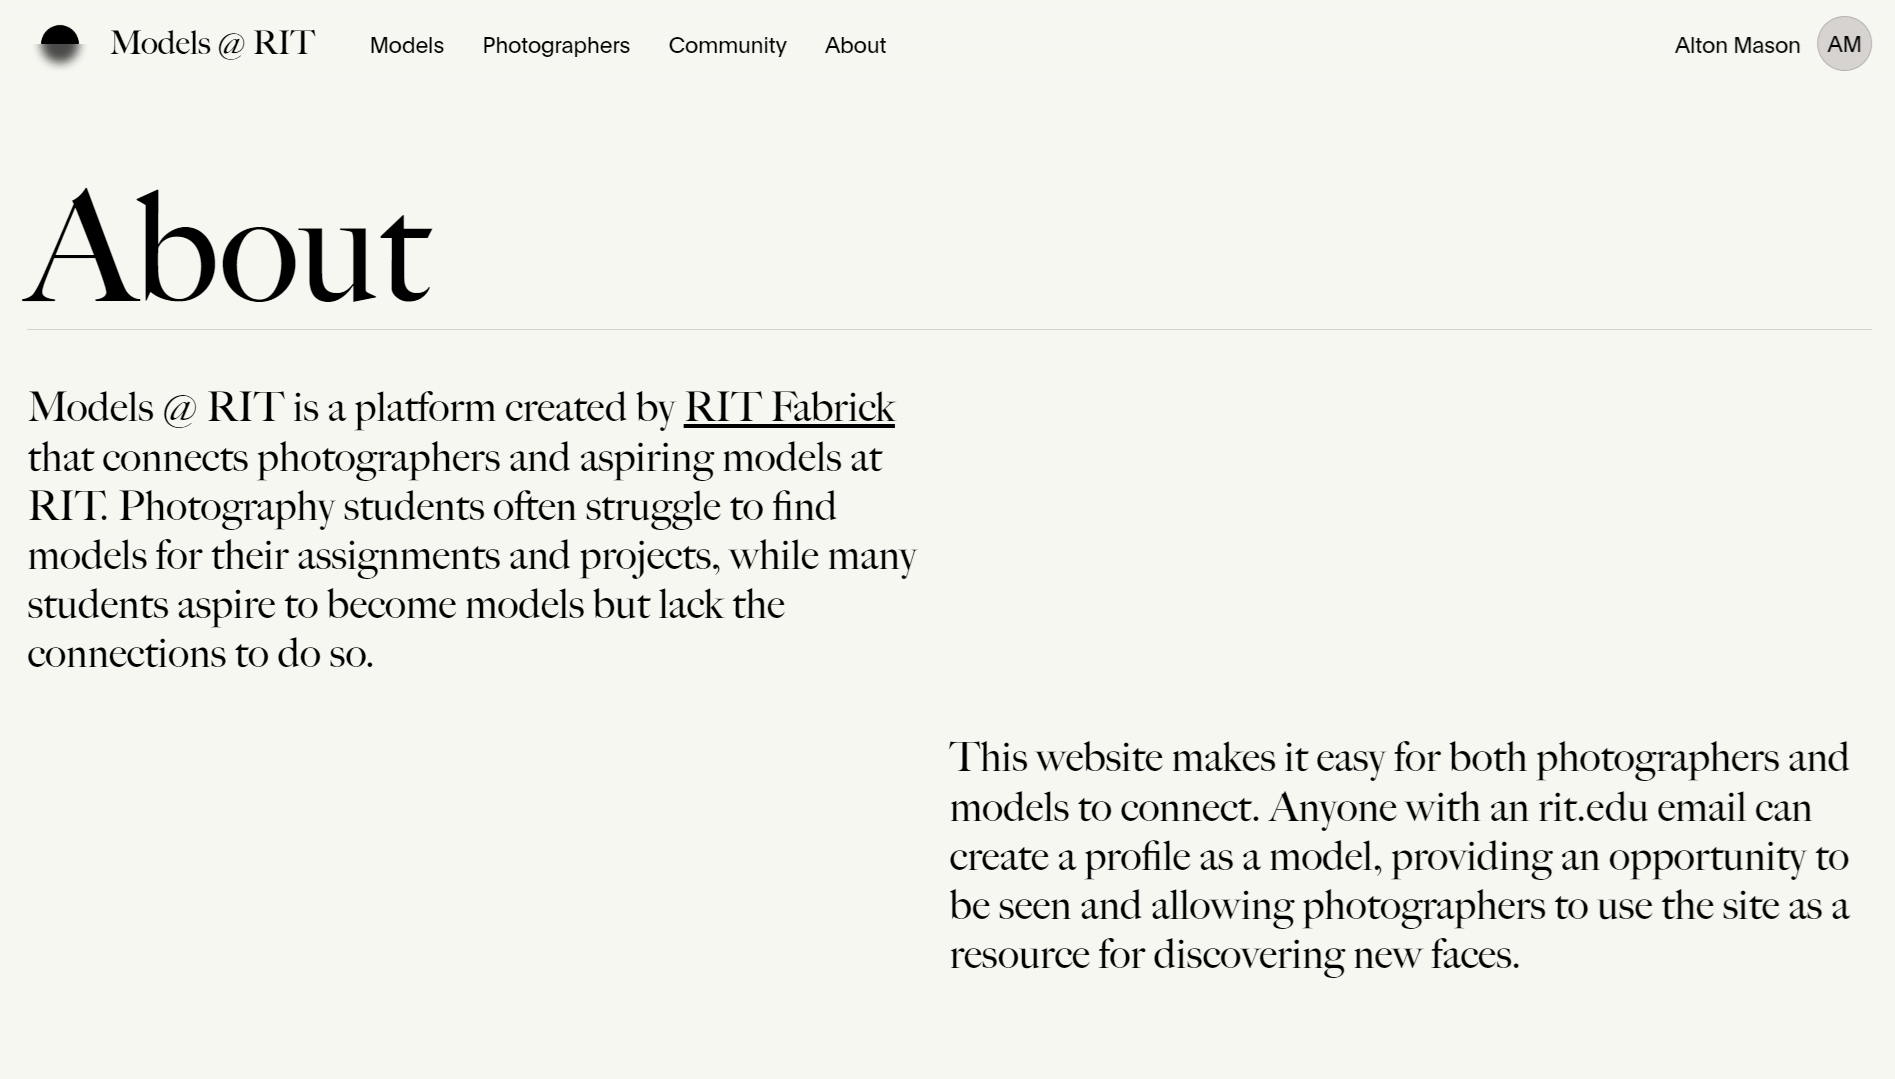 Models @ RIT
Models
Photographers
Community
About
Alton Mason
AM
About
Models @ RIT is a platform created by RIT Fabrick
that connects photographers and aspiring models at
RIT. Photography students often struggle to find
models for their assignments and projects, while many
students aspire to become models but lack the
connections to do so.
This website makes it easy for both photographers and
models to connect. Anyone with an rit.edu email can
create a profile as a model, providing an opportunity to
be seen and allowing photographers to use the site as a
resource for discovering new faces.